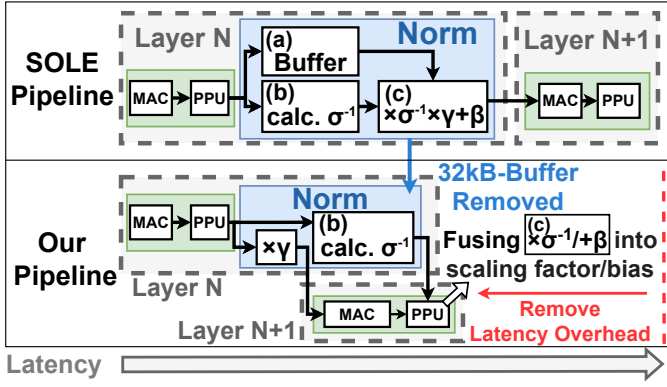 Layer N
Norm
Layer N+1
SOLE
Pipeline
(a)
Buffer
MAC
PPU
(b)
calc. σ⁻¹
(c)
×σ⁻¹×γ+β
MAC
PPU
32kB-Buffer
Removed
Our
Pipeline
Norm
MAC
PPU
×γ
(b)
calc. σ⁻¹
Layer N
Fusing (c) ×σ⁻¹/+β into
scaling factor/bias
Layer N+1
MAC
PPU
Remove
Latency Overhead
Latency